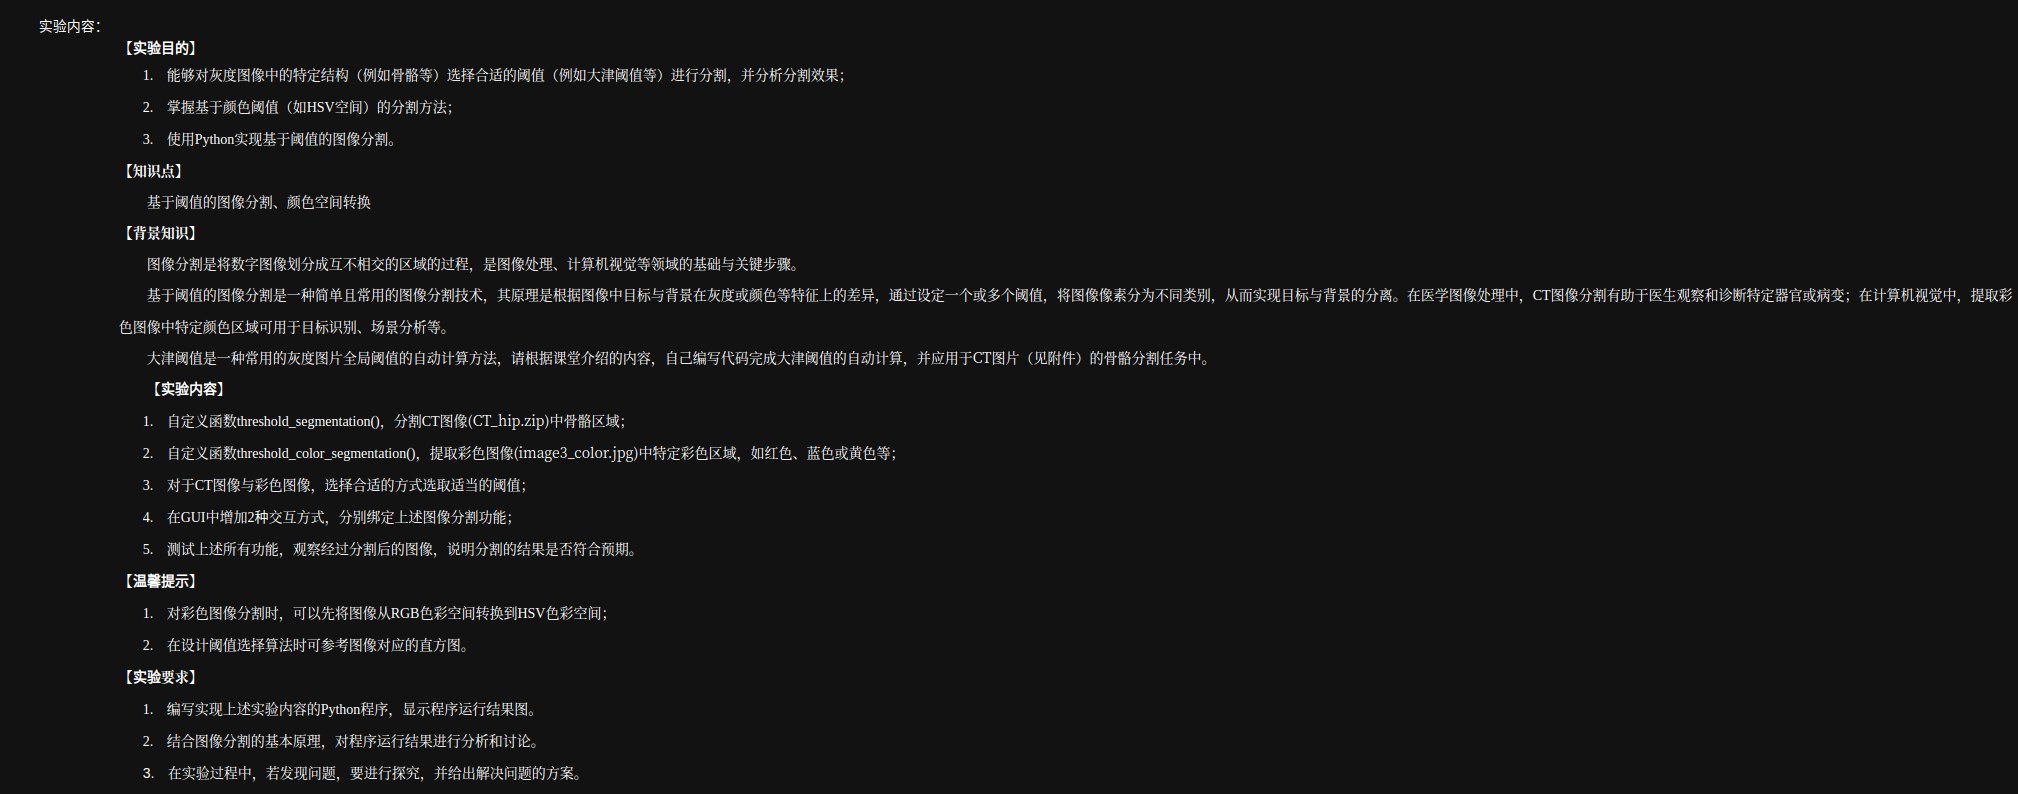 实验内容：
【实验目的】
1. 能够对灰度图像中的特定结构（例如骨骼等）选择合适的阈值（例如大津阈值等）进行分割，并分析分割效果；
2. 掌握基于颜色阈值（如HSV空间）的分割方法；
3. 使用Python实现基于阈值的图像分割。
【知识点】
基于阈值的图像分割、颜色空间转换
【背景知识】
图像分割是将数字图像划分成互不相交的区域的过程，是图像处理、计算机视觉等领域的基础与关键步骤。
基于阈值的图像分割是一种简单且常用的图像分割技术，其原理是根据图像中目标与背景在灰度或颜色等特征上的差异，通过设定一个或多个阈值，将图像像素分为不同类别，从而实现目标与背景的分离。在医学图像处理中，CT图像分割有助于医生观察和诊断特定器官或病变；在计算机视觉中，提取彩
色图像中特定颜色区域可用于目标识别、场景分析等。
大津阈值是一种常用的灰度图片全局阈值的自动计算方法，请根据课堂介绍的内容，自己编写代码完成大津阈值的自动计算，并应用于CT图片（见附件）的骨骼分割任务中。
【实验内容】
1. 自定义函数threshold_segmentation()，分割CT图像(CT_hip.zip)中骨骼区域；
2. 自定义函数threshold_color_segmentation()，提取彩色图像(image3_color.jpg)中特定彩色区域，如红色、蓝色或黄色等；
3. 对于CT图像与彩色图像，选择合适的方式选取适当的阈值；
4. 在GUI中增加2种交互方式，分别绑定上述图像分割功能；
5. 测试上述所有功能，观察经过分割后的图像，说明分割的结果是否符合预期。
【温馨提示】
1. 对彩色图像分割时，可以先将图像从RGB色彩空间转换到HSV色彩空间；
2. 在设计阈值选择算法时可参考图像对应的直方图。
【实验要求】
1. 编写实现上述实验内容的Python程序，显示程序运行结果图。
2. 结合图像分割的基本原理，对程序运行结果进行分析和讨论。
3. 在实验过程中，若发现问题，要进行探究，并给出解决问题的方案。